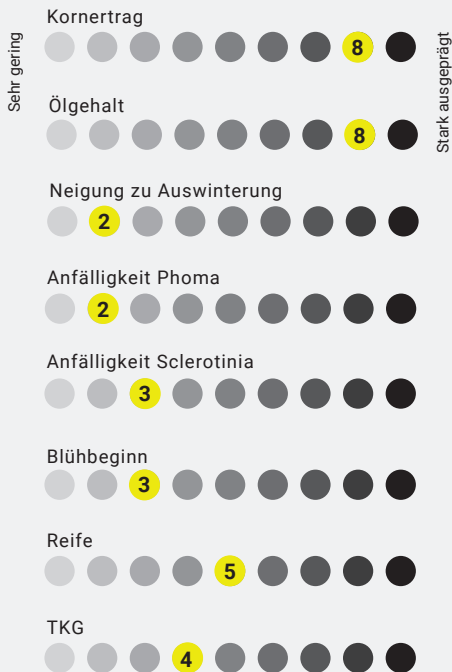 Sehr gering
Stark ausgeprägt
Kornertrag
8
Ölgehalt
8
Neigung zu Auswinterung
2
Anfälligkeit Phoma
2
Anfälligkeit Sclerotinia
3
Blühbeginn
3
Reife
5
TKG
4